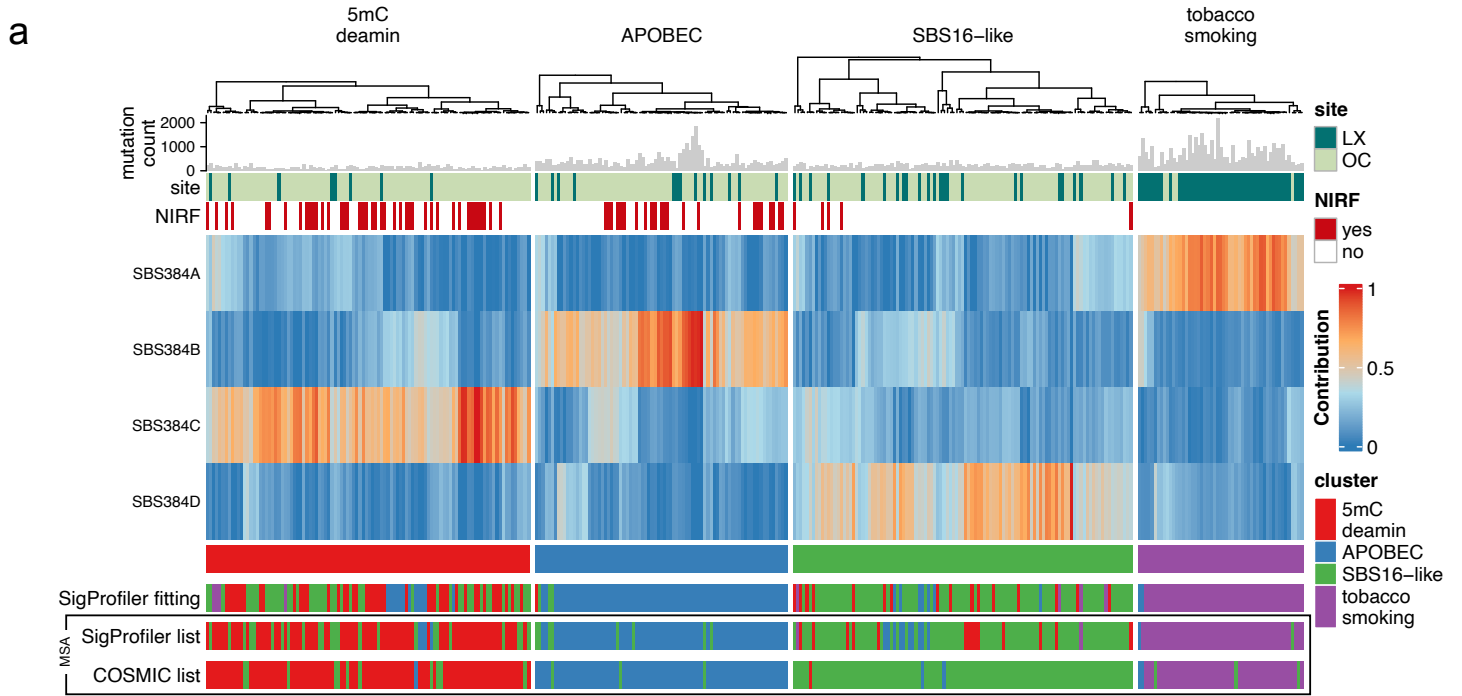 a
5mC
deamin
APOBEC
SBS16−like
tobacco
smoking
mutation
count
2000
1000
0
site
NIRF
SBS384A
SBS384B
SBS384C
SBS384D
SigProfiler fitting
MSA
SigProfiler list
COSMIC list
site
LX
OC
NIRF
yes
no
Contribution
1
0.5
0
cluster
5mC
deamin
APOBEC
SBS16−like
tobacco
smoking